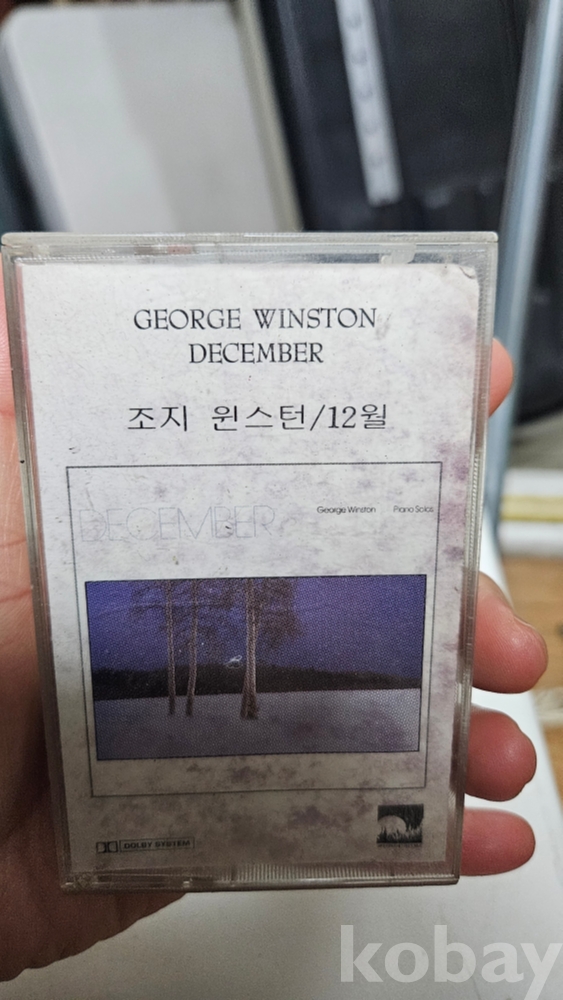 GEORGE WINSTON
DECEMBER
조지 윈스턴/12월
DECEMBER George Winston Piano Solos
DOLBY SYSTEM
kobay